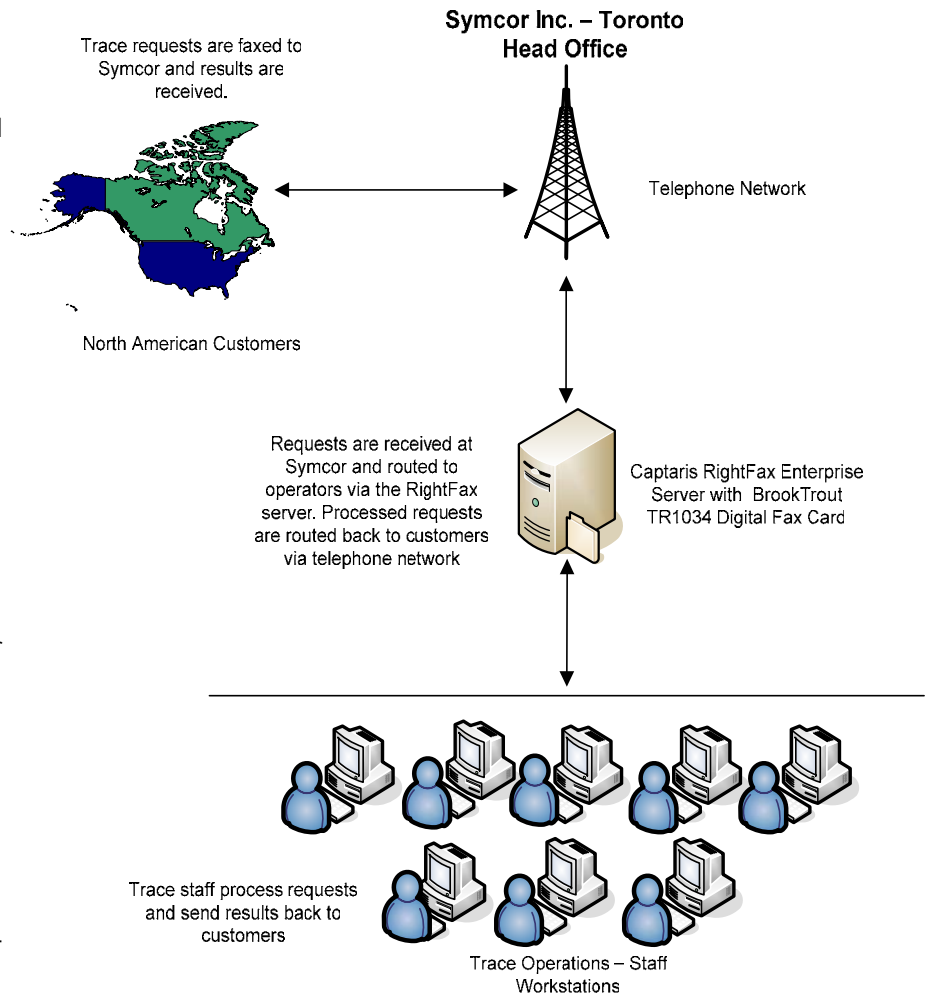 Symcor Inc. – Toronto
Head Office
Trace requests are faxed to
Symcor and results are
received.
Telephone Network
North American Customers
Requests are received at
Symcor and routed to
operators via the RightFax
server. Processed requests
are routed back to customers
via telephone network
Captaris RightFax Enterprise
Server with BrookTrout
TR1034 Digital Fax Card
Trace staff process requests
and send results back to
customers
Trace Operations – Staff
Workstations